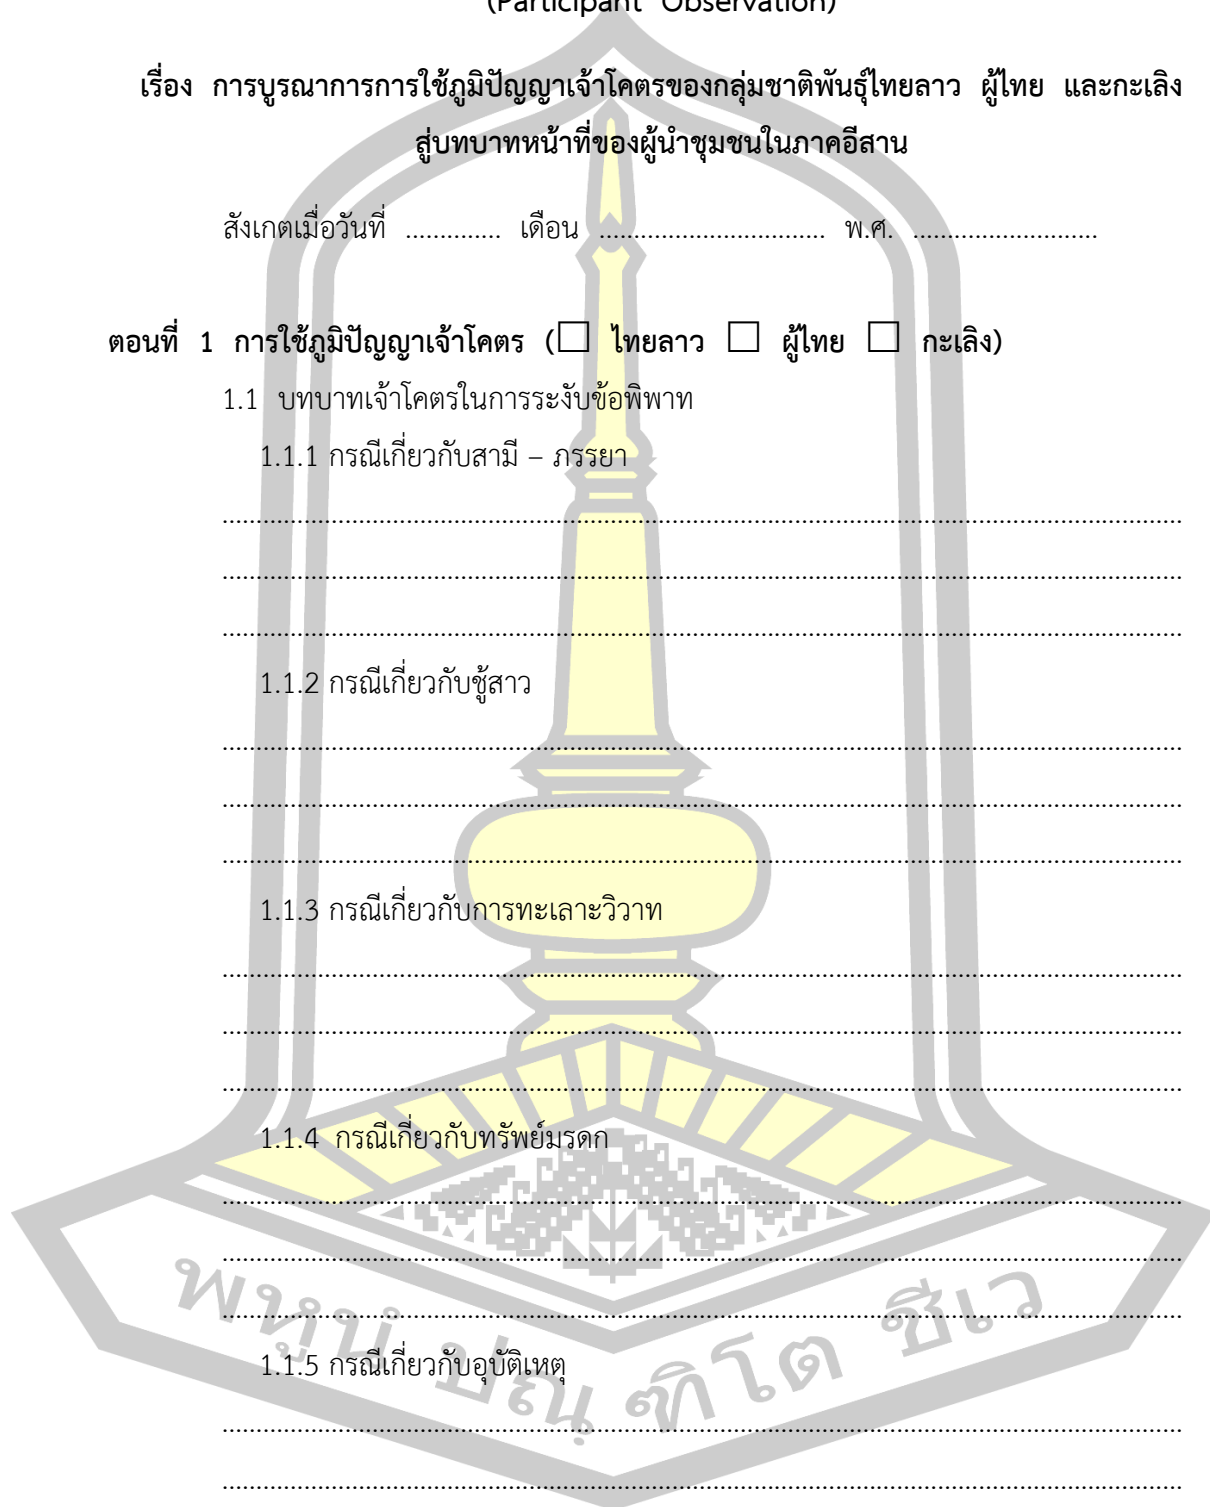 (Participant Observation)
เรื่อง การบูรณาการการใช้ภูมิปัญญาเจ้าโคตรของกลุ่มชาติพันธุ์ไทยลาว ผู้ไทย และกะเลิง
สู่บทบาทหน้าที่ของผู้นำชุมชนในภาคอีสาน
สังเกตเมื่อวันที่ .............. เดือน ................................. พ.ศ. ...........................
ตอนที่ 1 การใช้ภูมิปัญญาเจ้าโคตร (☐ ไทยลาว ☐ ผู้ไทย ☐ กะเลิง)
1.1 บทบาทเจ้าโคตรในการระงับข้อพิพาท
1.1.1 กรณีเกี่ยวกับสามี – ภรรยา
1.1.2 กรณีเกี่ยวกับชู้สาว
1.1.3 กรณีเกี่ยวกับการทะเลาะวิวาท
1.1.4 กรณีเกี่ยวกับทรัพย์มรดก
พหูนํ ปณฺฑิโต ชีเว
1.1.5 กรณีเกี่ยวกับอุบัติเหตุ